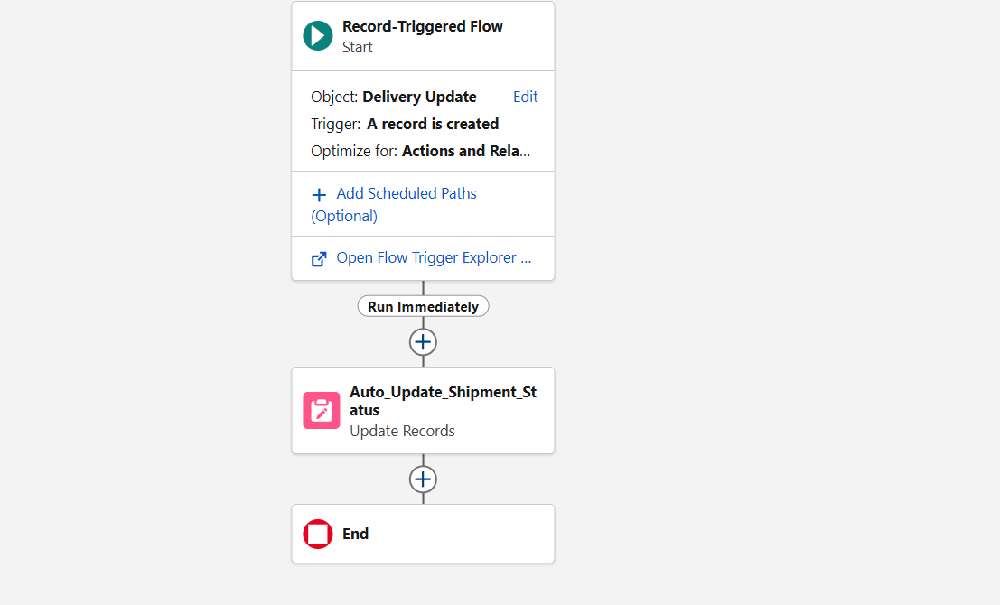 Record-Triggered Flow
Start
Object: Delivery Update Edit
Trigger: A record is created
Optimize for: Actions and Rela...
Add Scheduled Paths
(Optional)
Open Flow Trigger Explorer ...
Run Immediately
Auto_Update_Shipment_St
atus
Update Records
End